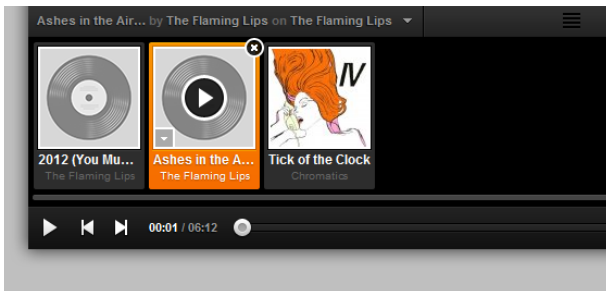 Ashes in the Air... by The Flaming Lips on The Flaming Lips
IV
2012 (You Mu...
The Flaming Lips
Ashes in the A...
The Flaming Lips
Tick of the Clock
Chromatics
00:01 / 06:12